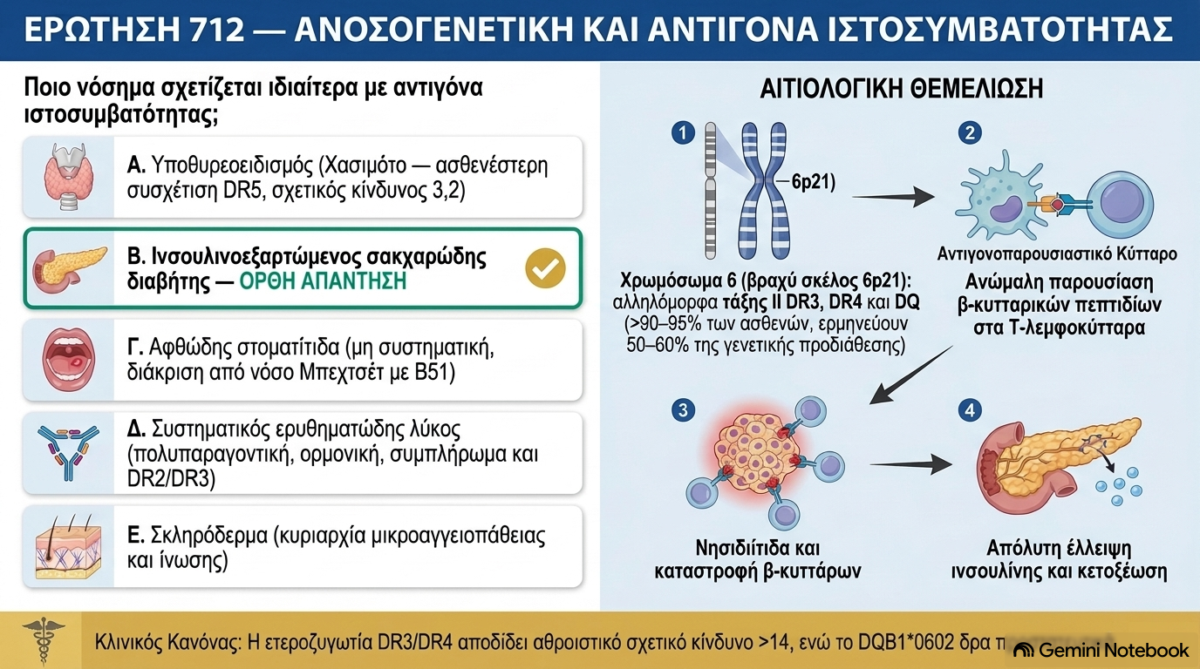 ΕΡΩΤΗΣΗ 712 — ΑΝΟΣΟΓΕΝΕΤΙΚΗ ΚΑΙ ΑΝΤΙΓΟΝΑ ΙΣΤΟΣΥΜΒΑΤΟΤΗΤΑΣ
Ποιο νόσημα σχετίζεται ιδιαίτερα με αντιγόνα
ιστοσυμβατότητας;
Α. Υποθυρεοειδισμός (Χασιμότο — ασθενέστερη
συσχέτιση DR5, σχετικός κίνδυνος 3,2)
Β. Ινσουλινοεξαρτώμενος σακχαρώδης
διαβήτης — ΟΡΘΗ ΑΠΑΝΤΗΣΗ
Γ. Αφθώδης στοματίτιδα (μη συστηματική,
διάκριση από νόσο Μπεχτσέτ με Β51)
Δ. Συστηματικός ερυθηματώδης λύκος
(πολυπαραγοντική, ορμονική, συμπλήρωμα και
DR2/DR3)
Ε. Σκληρόδερμα (κυριαρχία μικροαγγειοπάθειας
και ίνωσης)
ΑΙΤΙΟΛΟΓΙΚΗ ΘΕΜΕΛΙΩΣΗ
1
6p21)
Χρωμόσωμα 6 (βραχύ σκέλος 6p21):
αλληλόμορφα τάξης ΙΙ DR3, DR4 και DQ
(>90–95% των ασθενών, ερμηνεύουν
50–60% της γενετικής προδιάθεσης)
2
Αντιγονοπαρουσιαστικό Κύτταρο
Ανώμαλη παρουσίαση
β-κυτταρικών πεπτιδίων
στα Τ-λεμφοκύτταρα
3
Νησιδιίτιδα και
καταστροφή β-κυττάρων
4
Απόλυτη έλλειψη
ινσουλίνης και κετοξέωση
Κλινικός Κανόνας: Η ετεροζυγωτία DR3/DR4 αποδίδει αθροιστικό σχετικό κίνδυνο >14, ενώ το DQB1*0602 δρα
Gemini Notebook